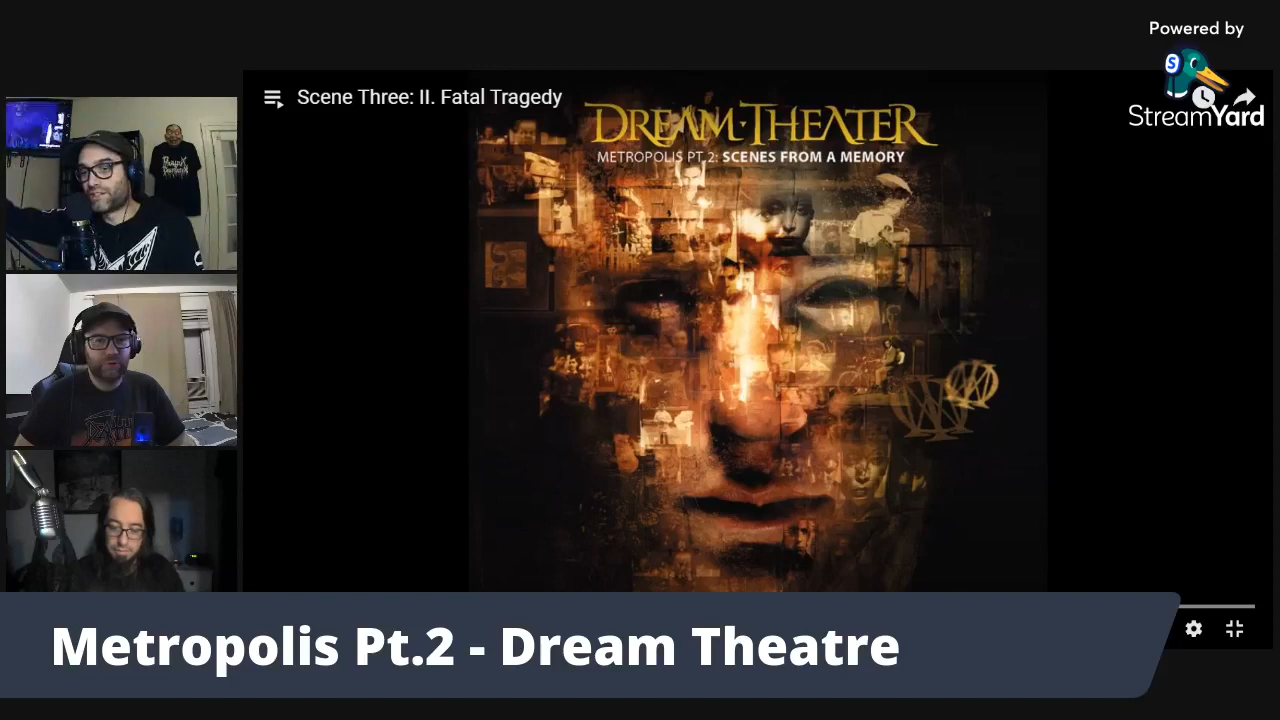 Powered by
StreamYard
Scene Three: II. Fatal Tragedy
DREAM THEATER
METROPOLIS PT. 2: SCENES FROM A MEMORY
Metropolis Pt.2 - Dream Theatre